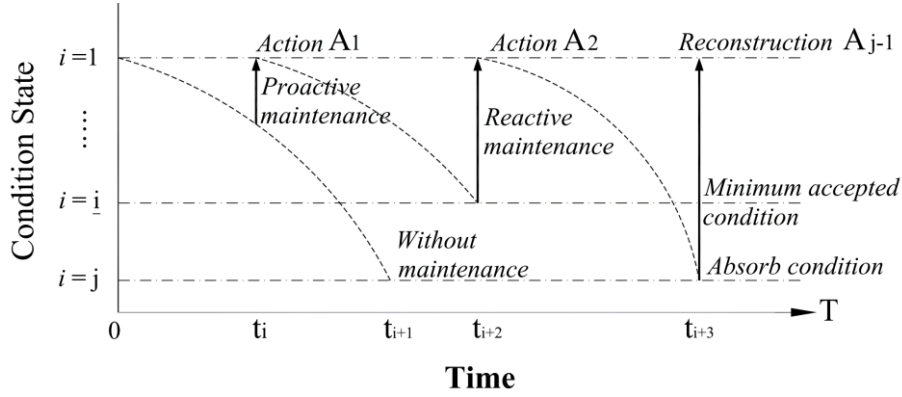 Action A1
Action A2
Reconstruction Aj-1
i=1
Proactive
maintenance
Reactive
maintenance
Condition State
....
i = i
Minimum accepted
condition
Without
maintenance
i = j
Absorb condition
0
ti
ti+1
ti+2
ti+3
T
Time